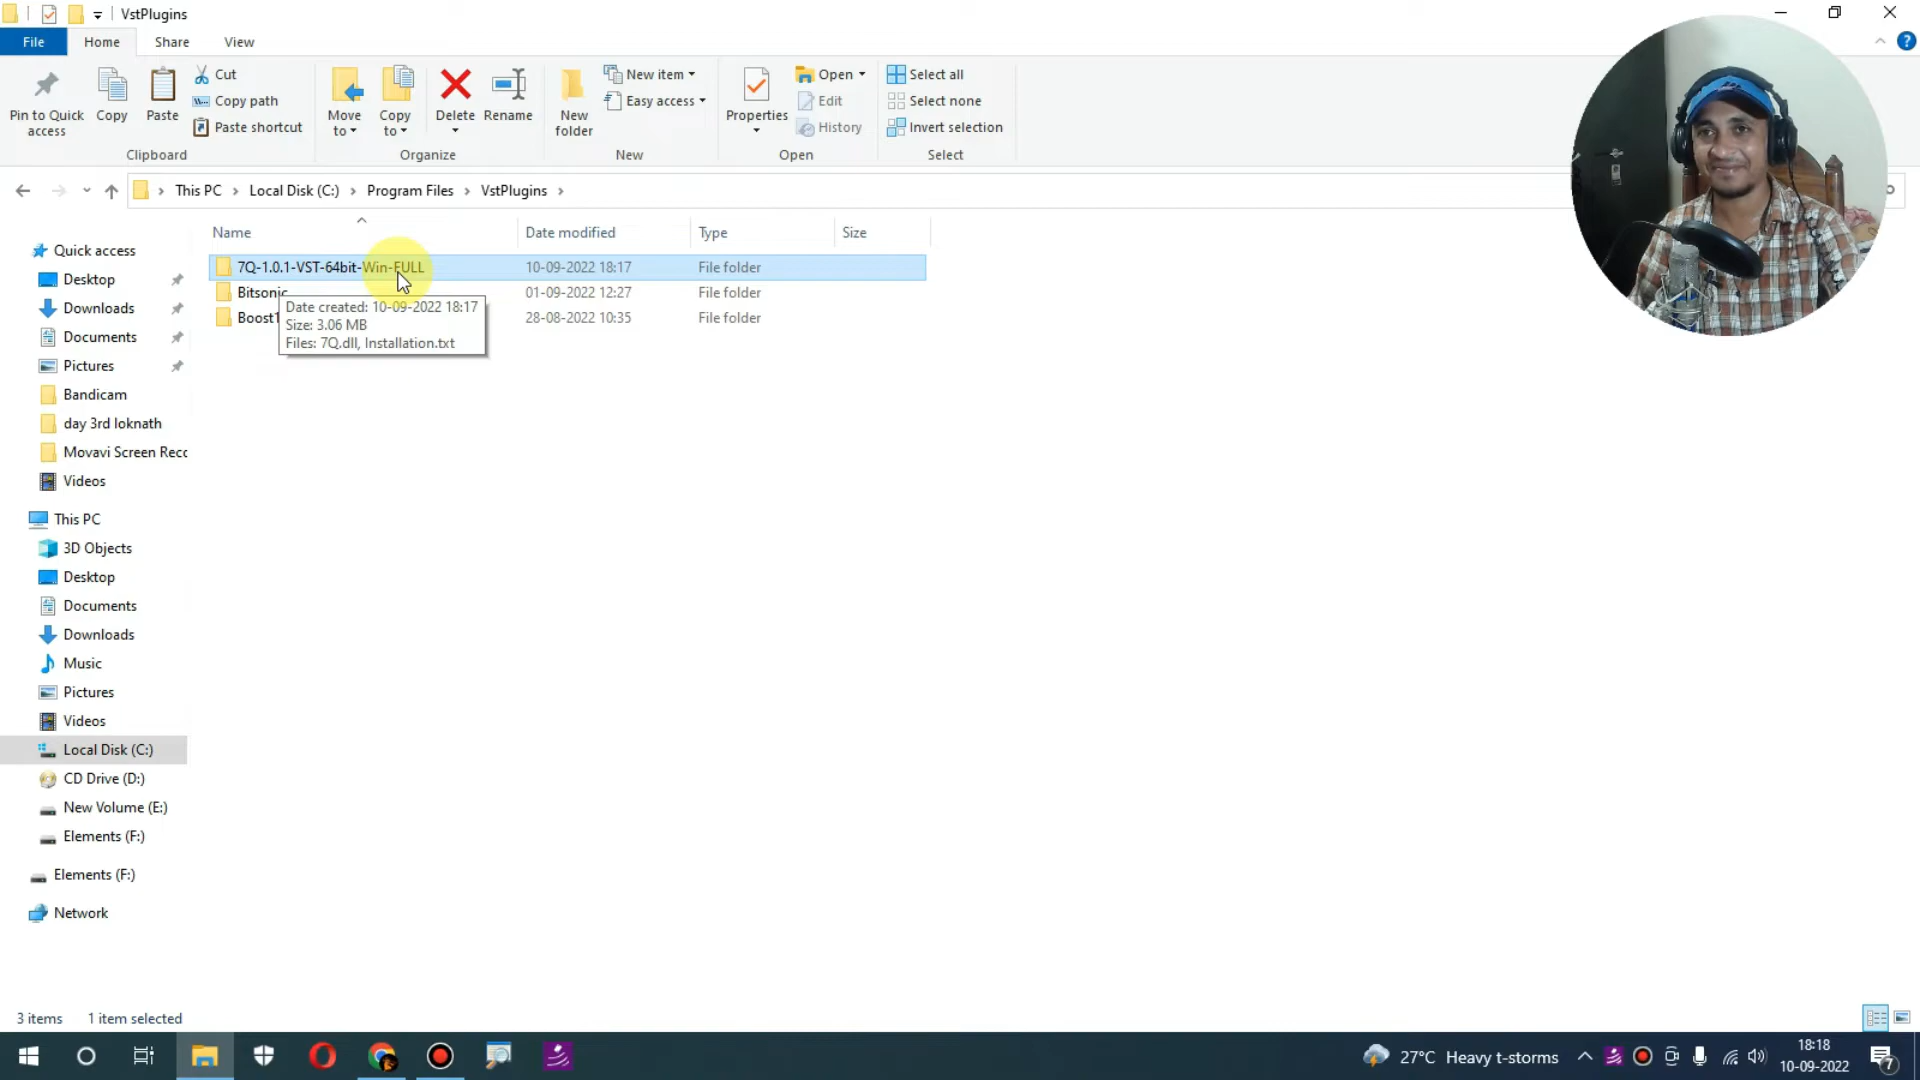 VstPlugins
File Home Share View
Pin to Quick access
Copy
Paste
Cut
Copy path
Paste shortcut
Clipboard
Move to
Copy to
Delete
Rename
Organize
New folder
New item
Easy access
New
Properties
Open
Edit
History
Open
Select all
Select none
Invert selection
Select
This PC > Local Disk (C:) > Program Files > VstPlugins >
Name Date modified Type Size
7Q-1.0.1-VST-64bit-Win-FULL 10-09-2022 18:17 File folder
Bitsonic 01-09-2022 12:27 File folder
Boost1 28-08-2022 10:35 File folder
Date created: 10-09-2022 18:17
Size: 3.06 MB
Files: 7Q.dll, Installation.txt
Quick access
Desktop
Downloads
Documents
Pictures
Bandicam
day 3rd loknath
Movavi Screen Recc
Videos
This PC
3D Objects
Desktop
Documents
Downloads
Music
Pictures
Videos
Local Disk (C:)
CD Drive (D:)
New Volume (E:)
Elements (F:)
Elements (F:)
Network
3 items 1 item selected
27°C Heavy t-storms
18:18
10-09-2022
7